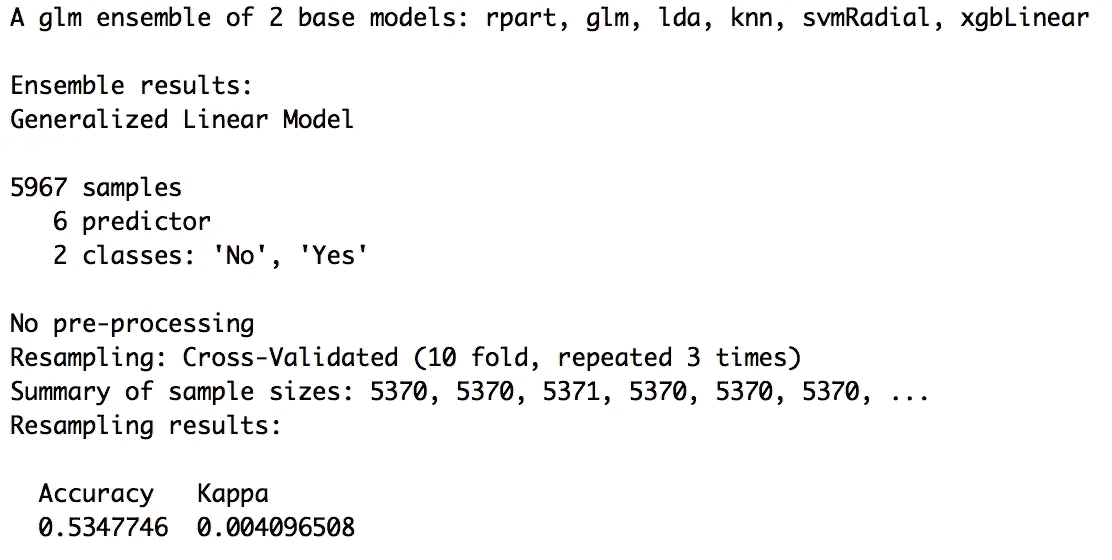 A glm ensemble of 2 base models: rpart, glm, lda, knn, svmRadial, xgbLinear
Ensemble results:
Generalized Linear Model
5967 samples
6 predictor
2 classes: 'No', 'Yes'
No pre-processing
Resampling: Cross-Validated (10 fold, repeated 3 times)
Summary of sample sizes: 5370, 5370, 5371, 5370, 5370, 5370, ...
Resampling results:
Accuracy Kappa
0.5347746 0.004096508